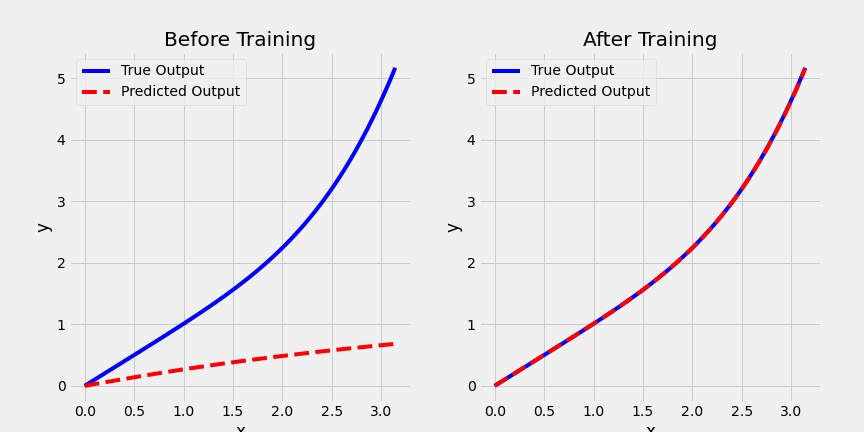 Before Training
True Output
Predicted Output
5
4
3
2
1
0
y
0.0 0.5 1.0 1.5 2.0 2.5 3.0
x
After Training
True Output
Predicted Output
5
4
3
2
1
0
y
0.0 0.5 1.0 1.5 2.0 2.5 3.0
x